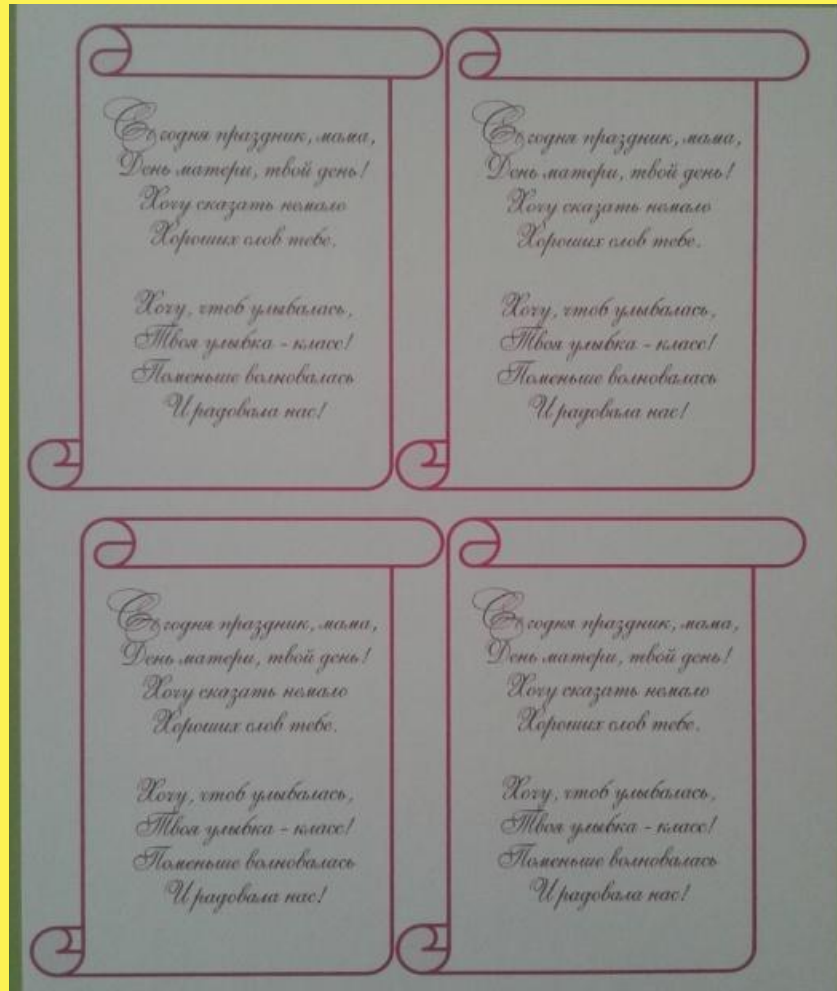 Сегодня праздник, мама,
День матери, твой день!
Хочу сказать немало
Хороших слов тебе.
Хочу, чтоб улыбалась,
Твоя улыбка - класс!
Поменьше волновалась
И радовала нас!
Сегодня праздник, мама,
День матери, твой день!
Хочу сказать немало
Хороших слов тебе.
Хочу, чтоб улыбалась,
Твоя улыбка - класс!
Поменьше волновалась
И радовала нас!
Сегодня праздник, мама,
День матери, твой день!
Хочу сказать немало
Хороших слов тебе.
Хочу, чтоб улыбалась,
Твоя улыбка - класс!
Поменьше волновалась
И радовала нас!
Сегодня праздник, мама,
День матери, твой день!
Хочу сказать немало
Хороших слов тебе.
Хочу, чтоб улыбалась,
Твоя улыбка - класс!
Поменьше волновалась
И радовала нас!